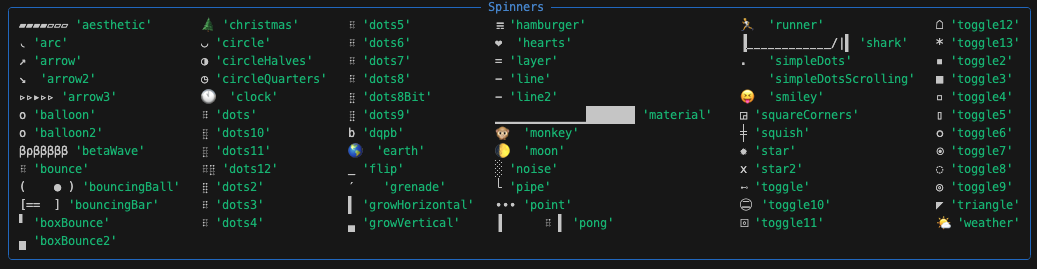 Spinners
▰▰▰▰▱▱▱ 'aesthetic' 🎄 'christmas' ⠿ 'dots5' ☴ 'hamburger' 🏃 'runner' 'toggle12'
◟ 'arc' ◡ 'circle' 'dots6' ❤ 'hearts' ▐____________/|▌ 'shark' * 'toggle13'
↗ 'arrow' ◑ 'circleHalves' 'dots7' = 'layer' . 'simpleDots' ▪ 'toggle2'
↘ 'arrow2' ◷ 'circleQuarters' 'dots8' - 'line' 'simpleDotsScrolling' ■ 'toggle3'
▹▹▸▹▹ 'arrow3' 'clock' 'dots8Bit' - 'line2' 😝 'smiley' ▫ 'toggle4'
o 'balloon' 'dots' 'dots9' ▁▁▁▁▁▁▁▁▁▁▁▁▁██████▁ 'material' ◲ 'squareCorners' ▯ 'toggle5'
o 'balloon2' 'dots10' b 'dqpb' 'monkey' ╪ 'squish' 'toggle6'
βρβββββ 'betaWave' 'dots11' 🌎 'earth' 'moon' 'star' ⦿ 'toggle7'
'bounce' 'dots12' _ 'flip' ░ 'noise' x 'star2' ◌ 'toggle8'
(    ● ) 'bouncingBall' 'dots2' ´ 'grenade' └ 'pipe' ⊷ 'toggle' ◎ 'toggle9'
[==  ] 'bouncingBar' 'dots3' ▍ 'growHorizontal' ••• 'point' ㊂ 'toggle10' ◤ 'triangle'
▘ 'boxBounce' 'dots4' ▄ 'growVertical' ▐ ⠿ ▌ 'pong' ⊡ 'toggle11' 'weather'
▄ 'boxBounce2'